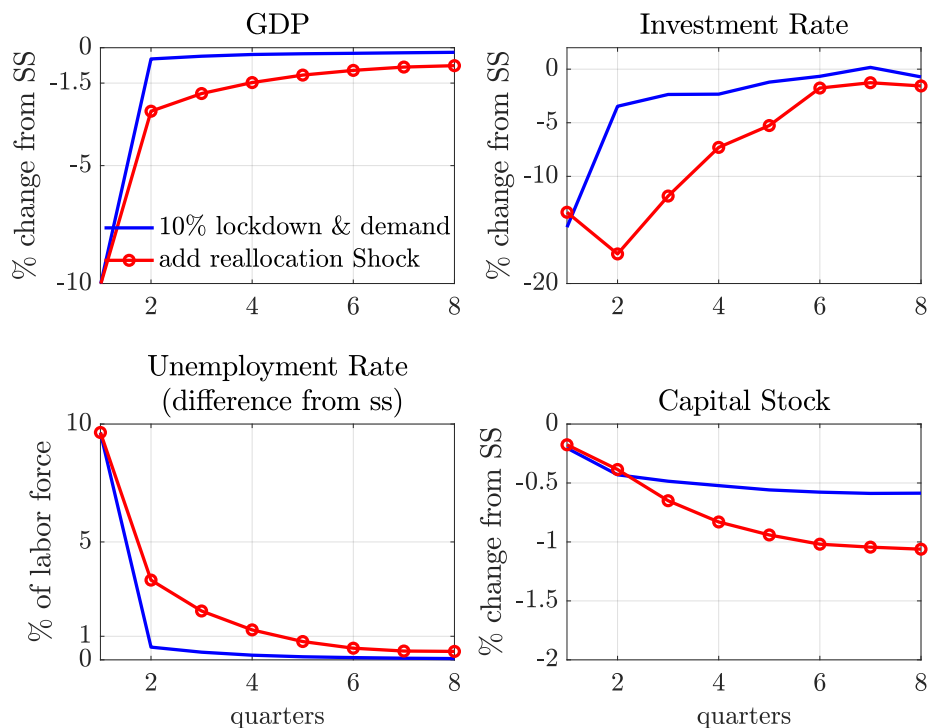 GDP
% change from SS
0
-1.5
-5
-10
10% lockdown & demand
add reallocation Shock
2
4
6
8
Investment Rate
% change from SS
0
-5
-10
-20
2
4
6
8
Unemployment Rate
(difference from ss)
% of labor force
10
5
1
0
2
4
6
8
quarters
Capital Stock
% change from SS
0
-0.5
-1
-1.5
-2
2
4
6
8
quarters